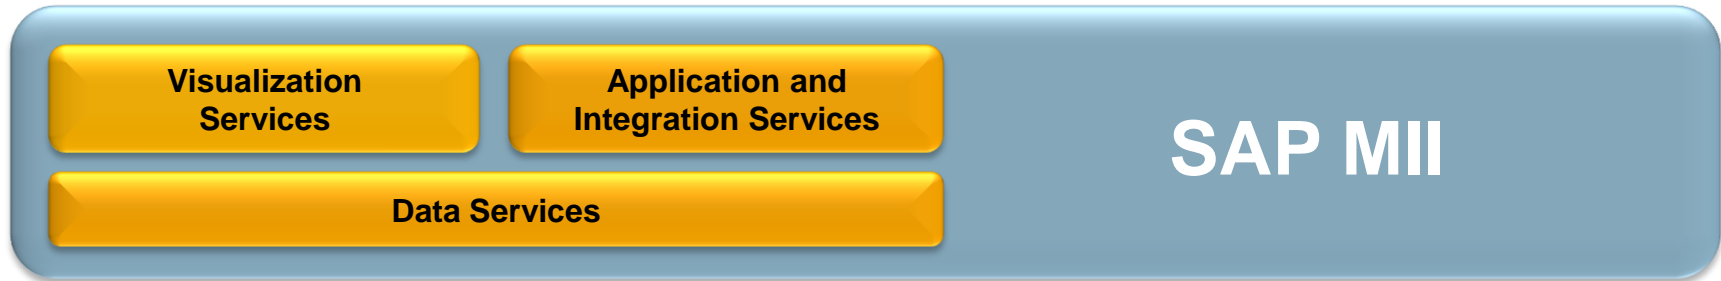 Visualization
Services
Application and
Integration Services
Data Services
SAP MII